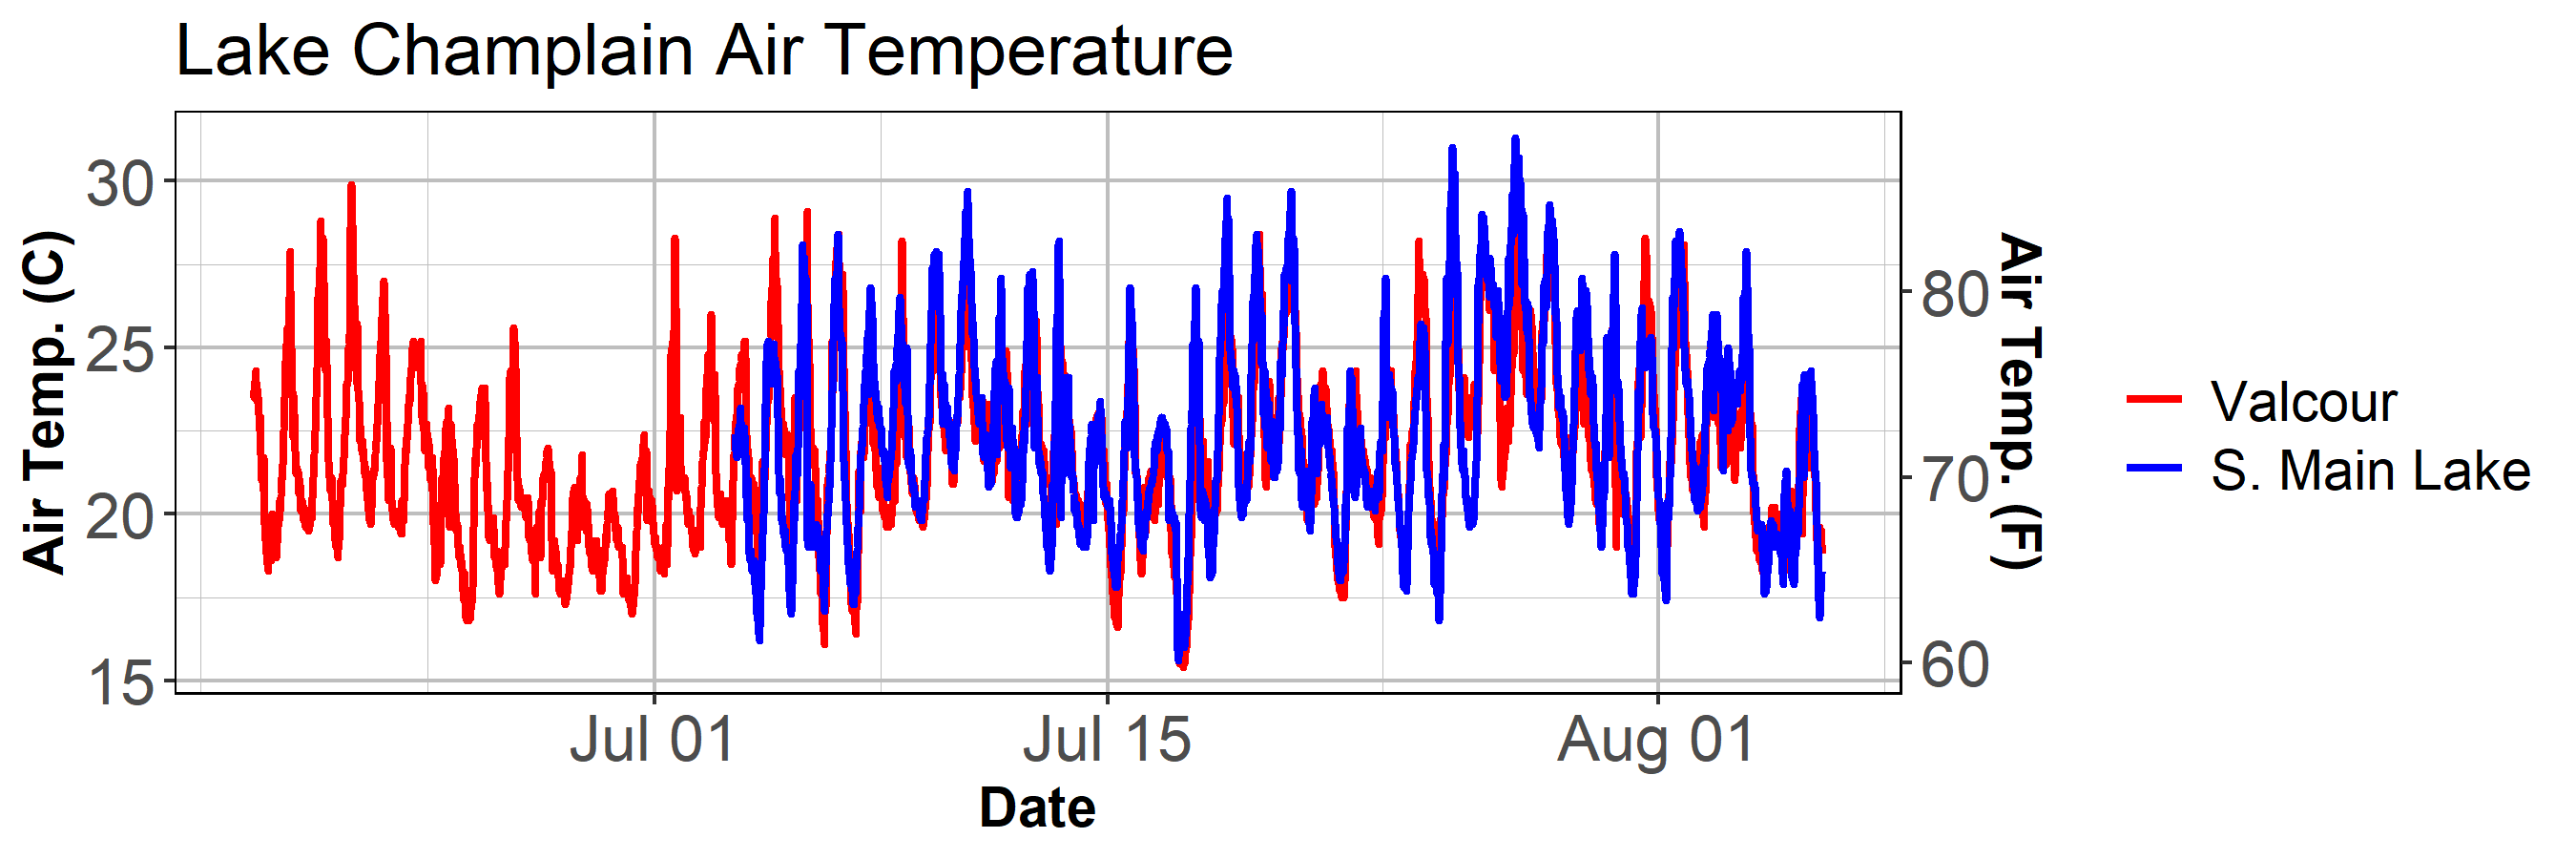 Lake Champlain Air Temperature
Air Temp. (C)
30
25
20
15
Air Temp. (F)
80
70
60
Jul 01
Jul 15
Aug 01
Date
Valcour
S. Main Lake